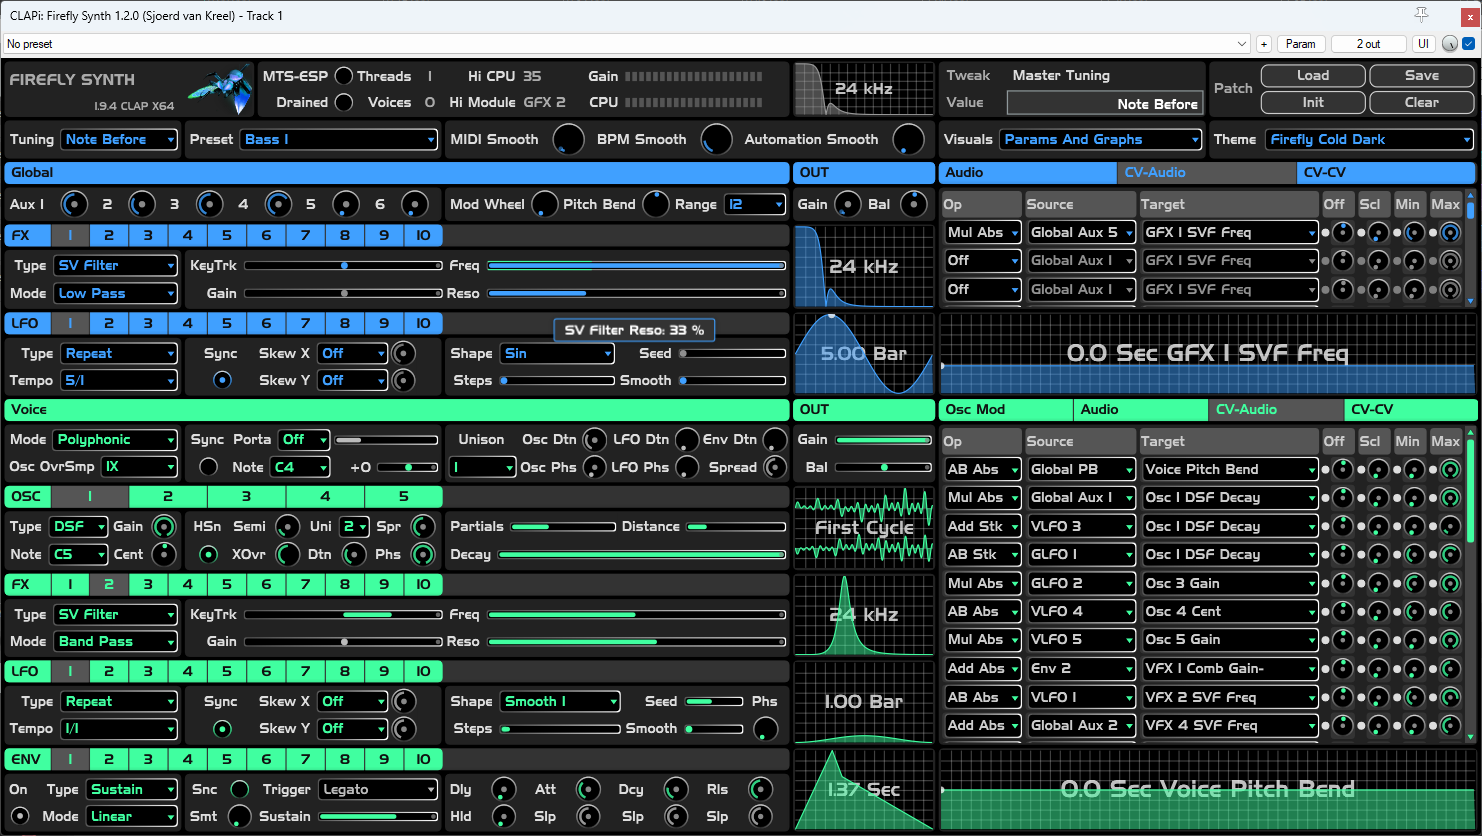 CLAPi: Firefly Synth 1.2.0 (Sjoerd van Kreel) - Track 1
No preset + Param 2 out UI
FIREFLY SYNTH MTS-ESP Threads 1 Hi CPU 35 Gain 24 kHz Tweak Master Tuning Patch Load Save
1.9.4 CLAP X64 Drained Voices 0 Hi Module GFX 2 CPU Value Note Before Init Clear
Tuning Note Before Preset Bass 1 MIDI Smooth BPM Smooth Automation Smooth Visuals Params And Graphs Theme Firefly Cold Dark
Global OUT Audio CV-Audio CV-CV
Aux 1 2 3 4 5 6 Mod Wheel Pitch Bend Range 12 Gain Bal Op Source Target Off Scl Min Max
FX 1 2 3 4 5 6 7 8 9 10 Mul Abs Global Aux 5 GFX 1 SVF Freq
Type SV Filter KeyTrk Freq 24 kHz Off Global Aux 1 GFX 1 SVF Freq
Mode Low Pass Gain Reso Off Global Aux 1 GFX 1 SVF Freq
LFO 1 2 3 4 5 6 7 8 9 10
SV Filter Reso: 33 %
Type Repeat Sync Skew X Off Shape Sin Seed 5.00 Bar 0.0 Sec GFX 1 SVF Freq
Tempo 5/1 Skew Y Off Steps Smooth
Voice OUT Osc Mod Audio CV-Audio CV-CV
Mode Polyphonic Sync Porta Off Unison Osc Dtn LFO Dtn Env Dtn Gain Op Source Target Off Scl Min Max
Osc OvrSmp 1X Note C4 +0 1 Osc Phs LFO Phs Spread Bal AB Abs Global PB Voice Pitch Bend
OSC 1 2 3 4 5 Mul Abs Global Aux 1 Osc 1 DSF Decay
Type DSF Gain HSn Semi Uni 2 Spr Partials Distance First Cycle Add Stk VLFO 3 Osc 1 DSF Decay
Note C5 Cent XOvr Dtn Phs Decay AB Stk GLFO 1 Osc 1 DSF Decay
FX 1 2 3 4 5 6 7 8 9 10 Mul Abs GLFO 2 Osc 3 Gain
Type SV Filter KeyTrk Freq 24 kHz AB Abs VLFO 4 Osc 4 Cent
Mode Band Pass Gain Reso Mul Abs VLFO 5 Osc 5 Gain
LFO 1 2 3 4 5 6 7 8 9 10 Add Abs Env 2 VFX 1 Comb Gain-
Type Repeat Sync Skew X Off Shape Smooth 1 Seed Phs 1.00 Bar AB Abs VLFO 1 VFX 2 SVF Freq
Tempo 1/1 Skew Y Off Steps Smooth Add Abs Global Aux 2 VFX 4 SVF Freq
ENV 1 2 3 4 5 6 7 8 9 10
On Type Sustain Snc Trigger Legato Dly Att Dcy Rls 1.37 Sec 0.0 Sec Voice Pitch Bend
Mode Linear Smt Sustain Hld Slp Slp Slp